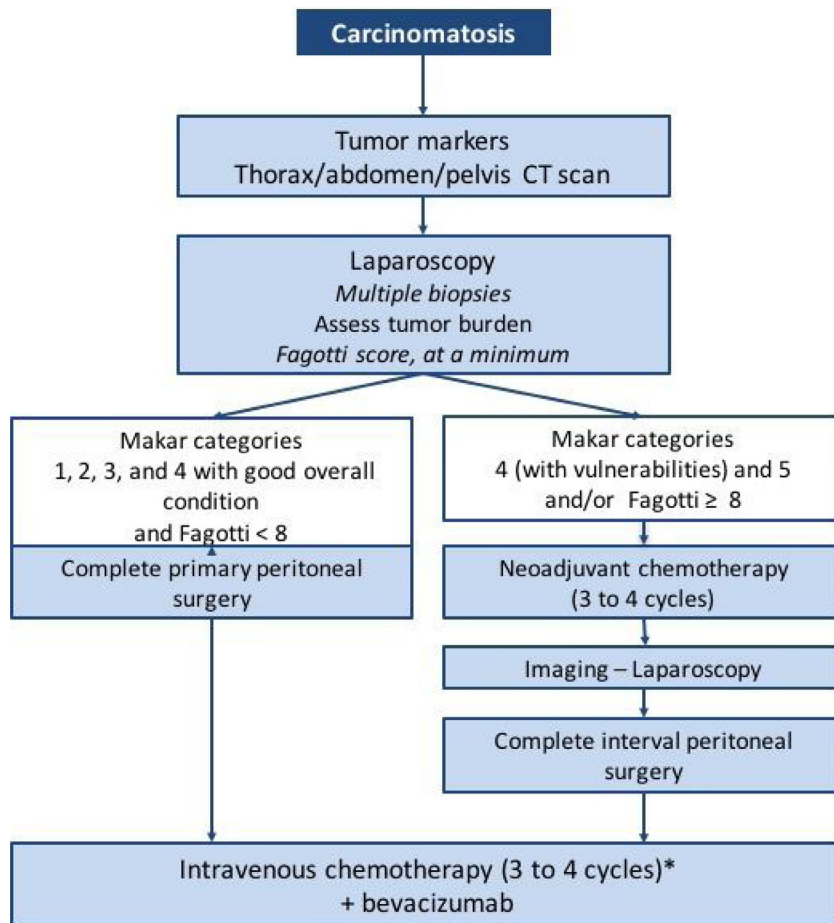 Carcinomatosis
Tumor markers
Thorax/abdomen/pelvis CT scan
Laparoscopy
Multiple biopsies
Assess tumor burden
Fagotti score, at a minimum
Makar categories
1, 2, 3, and 4 with good overall
condition
and Fagotti < 8
Complete primary peritoneal
surgery
Makar categories
4 (with vulnerabilities) and 5
and/or Fagotti ≥ 8
Neoadjuvant chemotherapy
(3 to 4 cycles)
Imaging – Laparoscopy
Complete interval peritoneal
surgery
Intravenous chemotherapy (3 to 4 cycles)*
+ bevacizumab